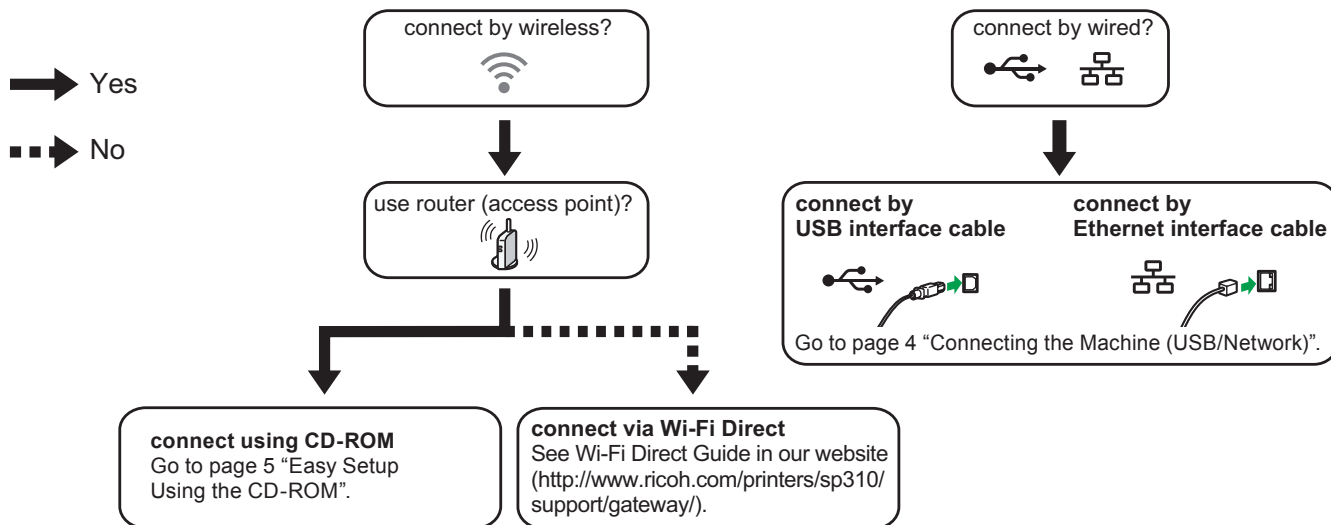 connect by wireless?
connect by wired?
Yes
No
use router (access point)?
connect by
USB interface cable
connect by
Ethernet interface cable
Go to page 4 “Connecting the Machine (USB/Network)”.
connect using CD-ROM
Go to page 5 “Easy Setup
Using the CD-ROM”.
connect via Wi-Fi Direct
See Wi-Fi Direct Guide in our website
(http://www.ricoh.com/printers/sp310/
support/gateway/).